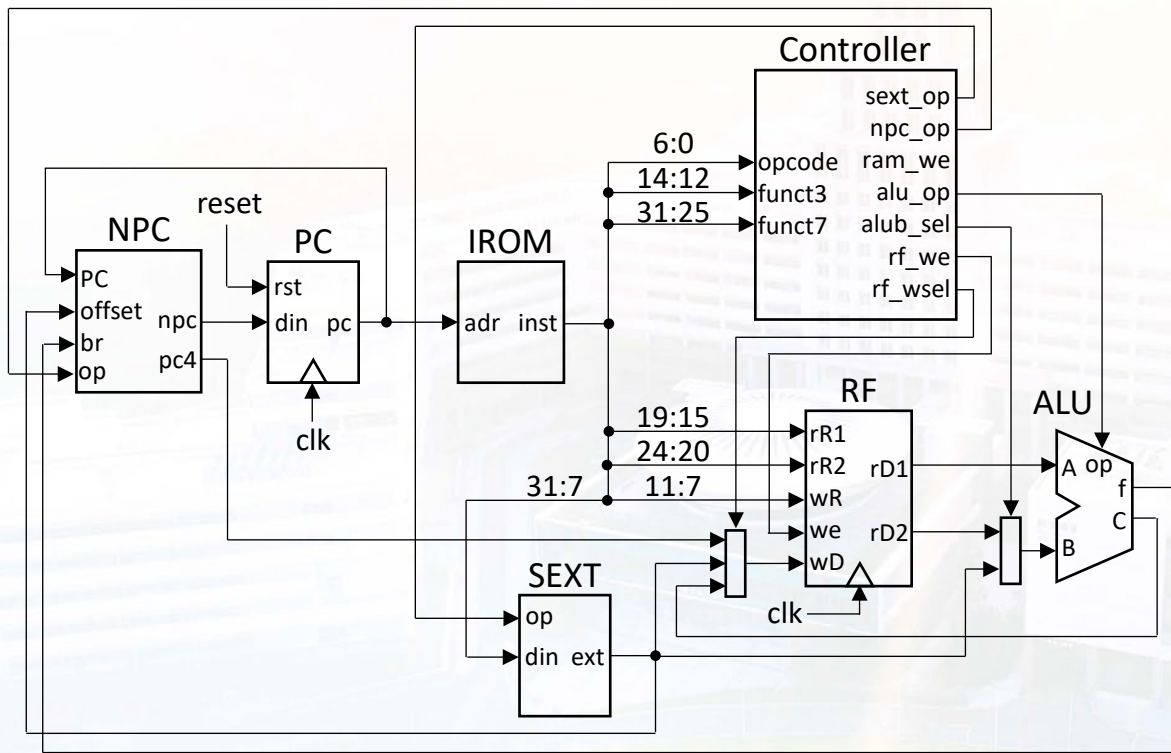 Controller
sext_op
npc_op
6:0
opcode
ram_we
14:12
funct3
alu_op
31:25
funct7
alub_sel
rf_we
rf_wsel
reset
NPC
PC
offset
br
op
npc
pc4
PC
rst
din
pc
clk
IROM
adr
inst
RF
19:15
rR1
24:20
rR2
rD1
31:7
11:7
wR
we
rD2
wD
clk
SEXT
op
din
ext
ALU
A
op
f
C
B